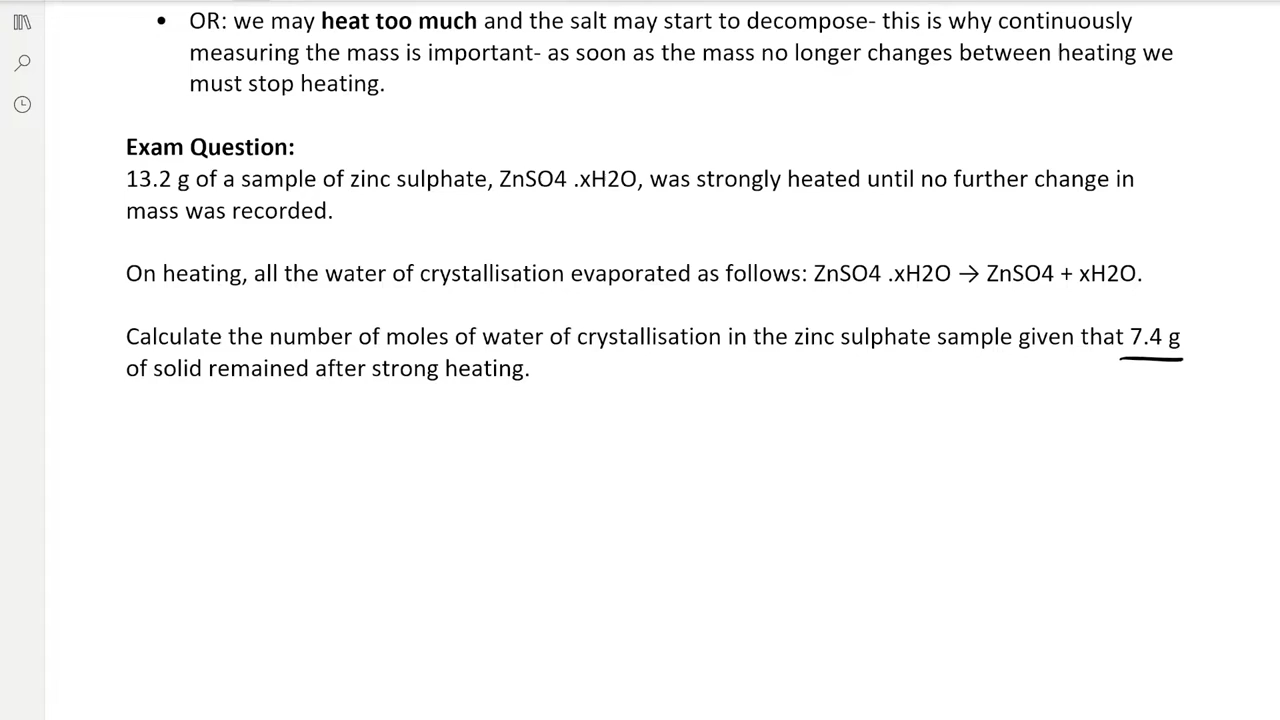 • OR: we may heat too much and the salt may start to decompose- this is why continuously
measuring the mass is important- as soon as the mass no longer changes between heating we
must stop heating.
Exam Question:
13.2 g of a sample of zinc sulphate, ZnSO4 .xH2O, was strongly heated until no further change in
mass was recorded.
On heating, all the water of crystallisation evaporated as follows: ZnSO4 .xH2O → ZnSO4 + xH2O.
Calculate the number of moles of water of crystallisation in the zinc sulphate sample given that 7.4 g
of solid remained after strong heating.